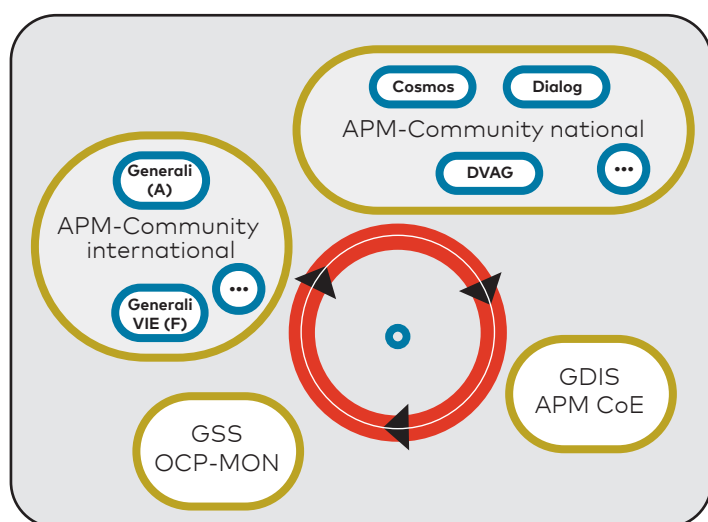 Cosmos
Dialog
APM-Community national
DVAG
•••
Generali
(A)
APM-Community
international
•••
Generali
VIE (F)
GDIS
APM CoE
GSS
OCP-MON